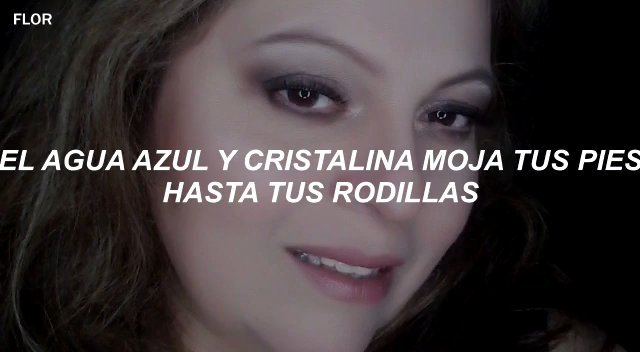 FLOR
EL AGUA AZUL Y CRISTALINA MOJA TUS PIES
HASTA TUS RODILLAS